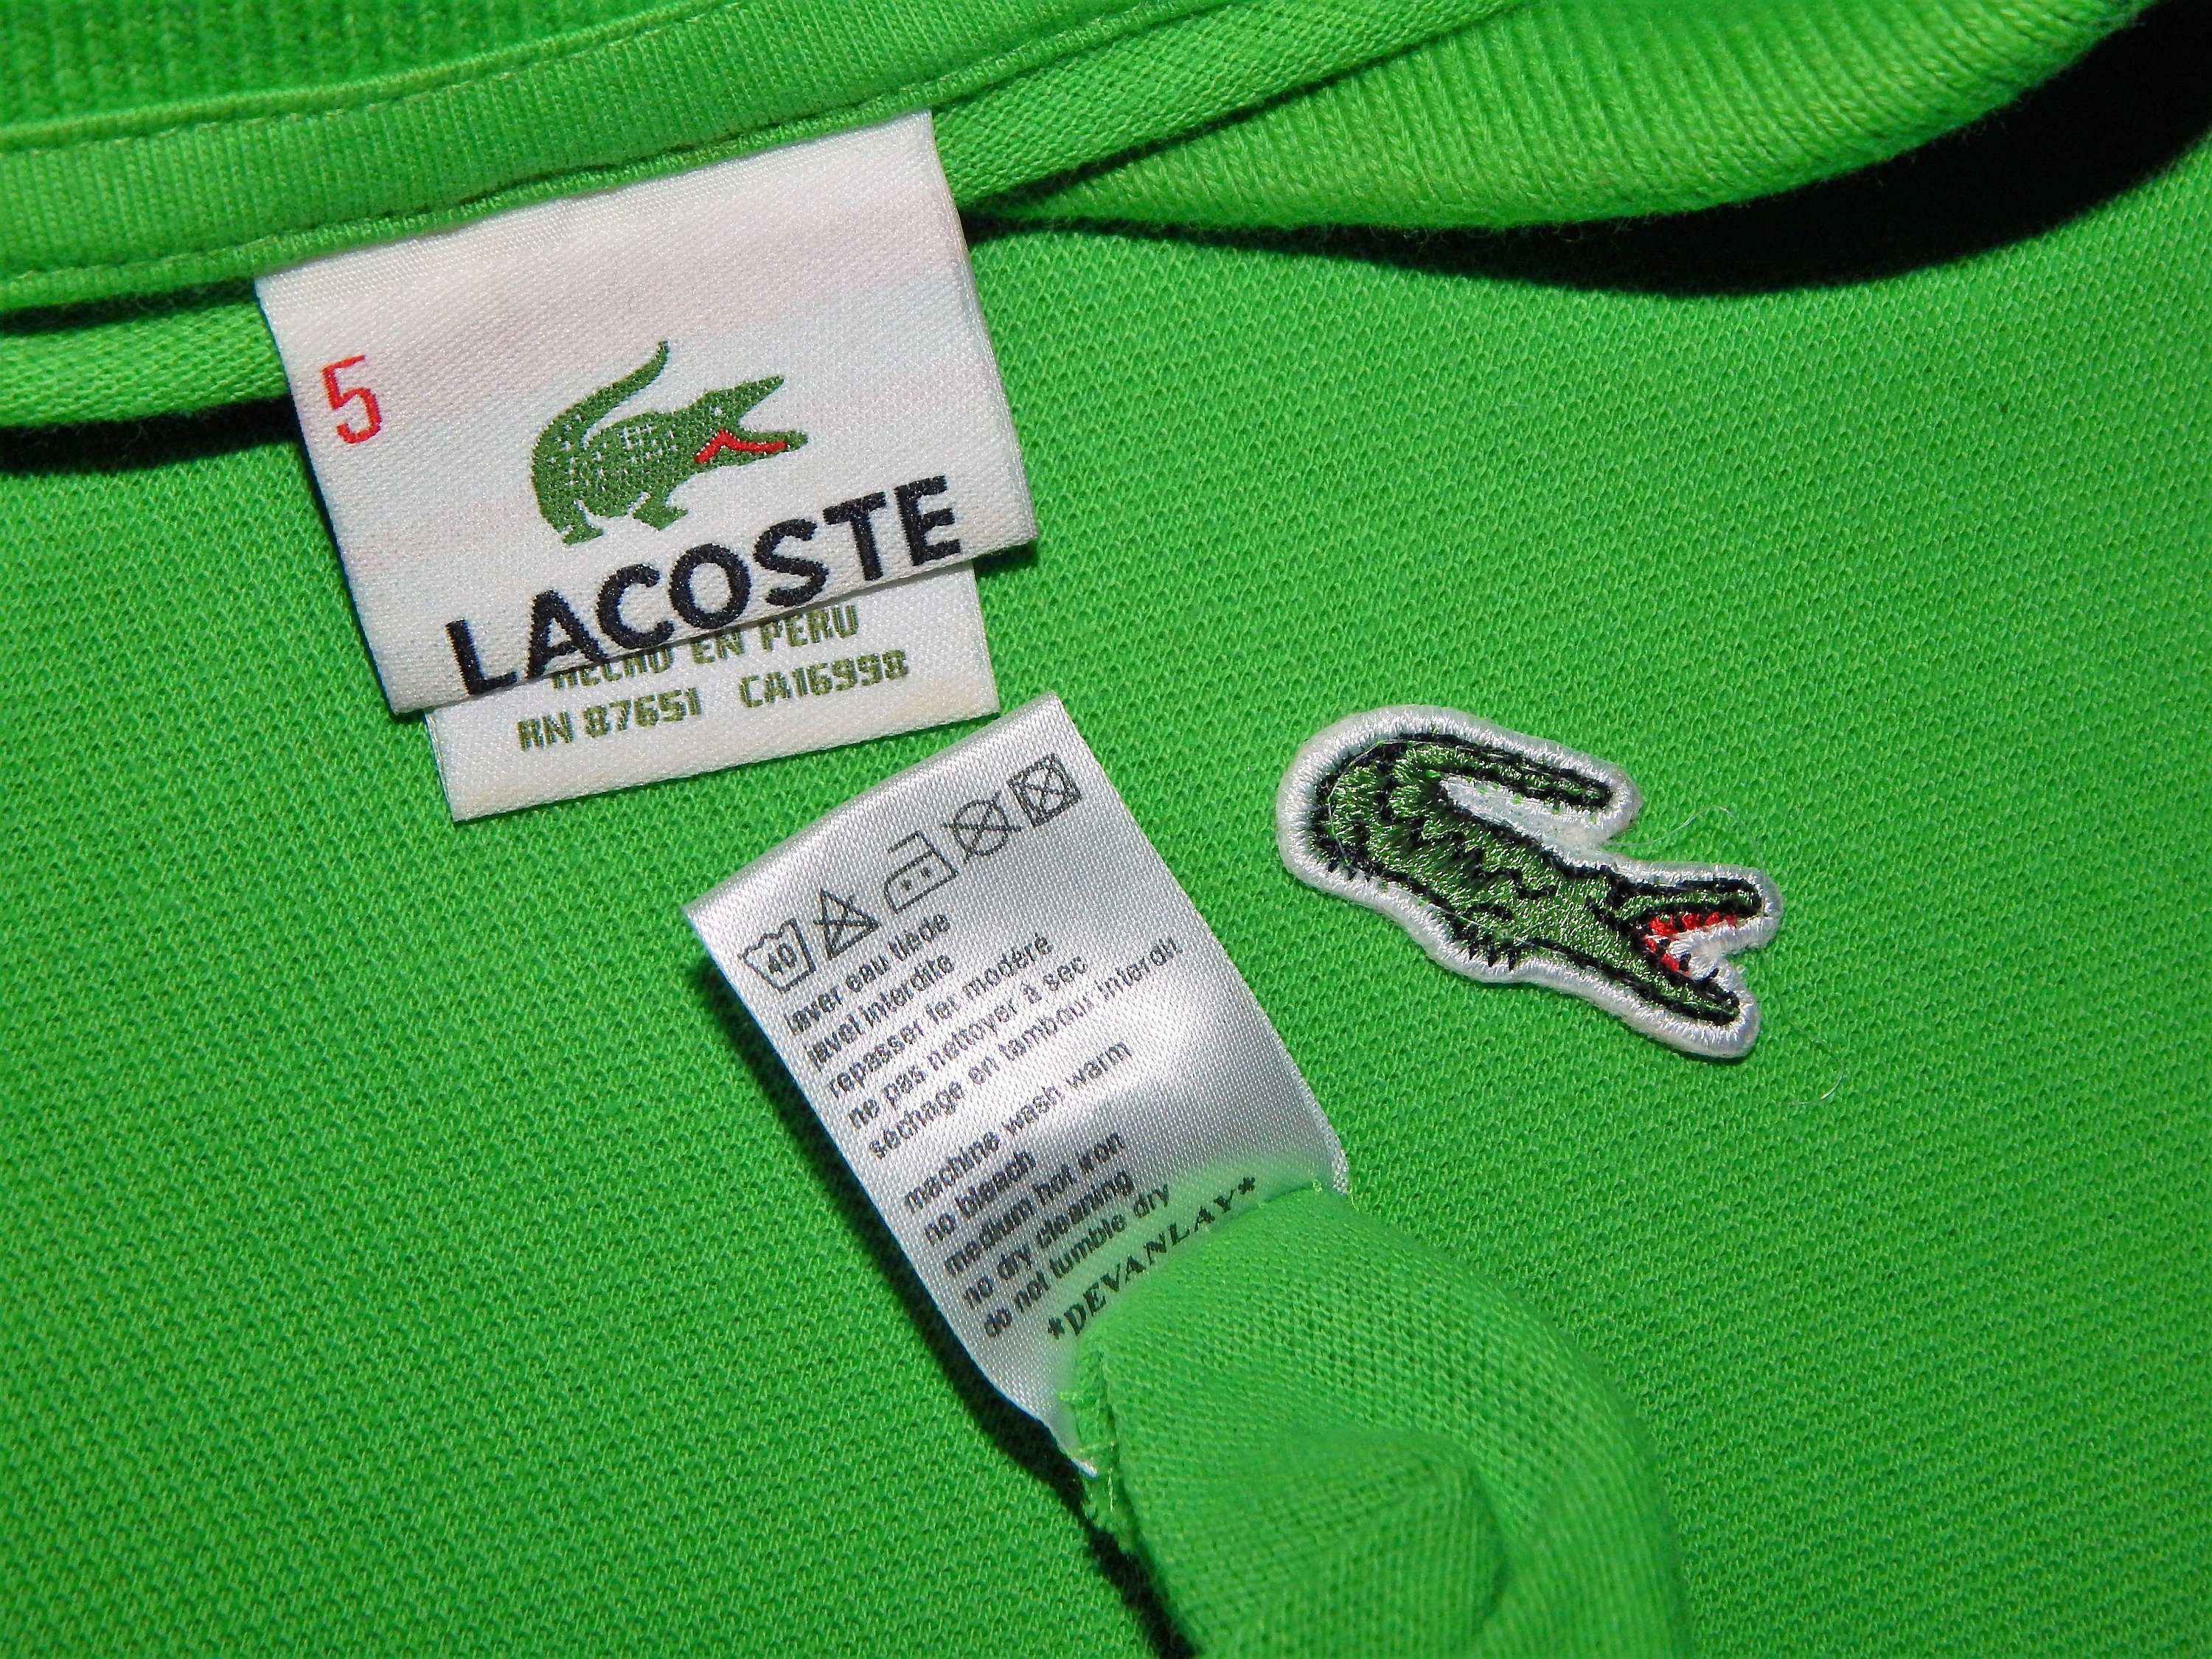 5
LACOSTE
HECHO EN PERU
RN 87651 CA16998
40
laver eau tiède
javel interdite
repasser fer modéré
ne pas nettoyer à sec
séchage en tambour interdit
machine wash warm
no bleach
medium hot iron
no dry cleaning
do not tumble dry
*DEVANLAY*